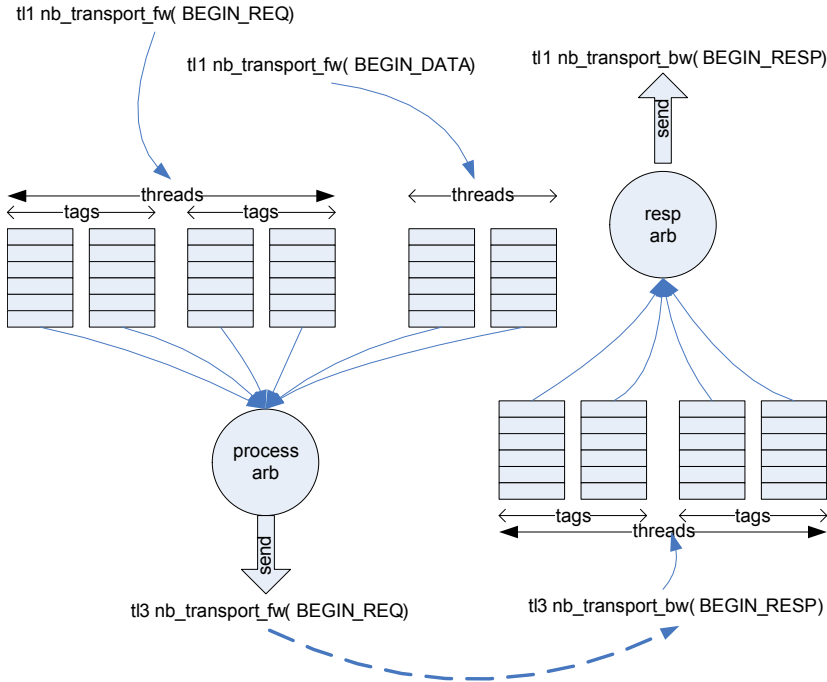 tl1 nb_transport_fw( BEGIN_REQ)
tl1 nb_transport_fw( BEGIN_DATA)
tl1 nb_transport_bw( BEGIN_RESP)
send
threads
tags
tags
threads
resp
arb
process
arb
send
tags
tags
threads
tl3 nb_transport_fw( BEGIN_REQ)
tl3 nb_transport_bw( BEGIN_RESP)